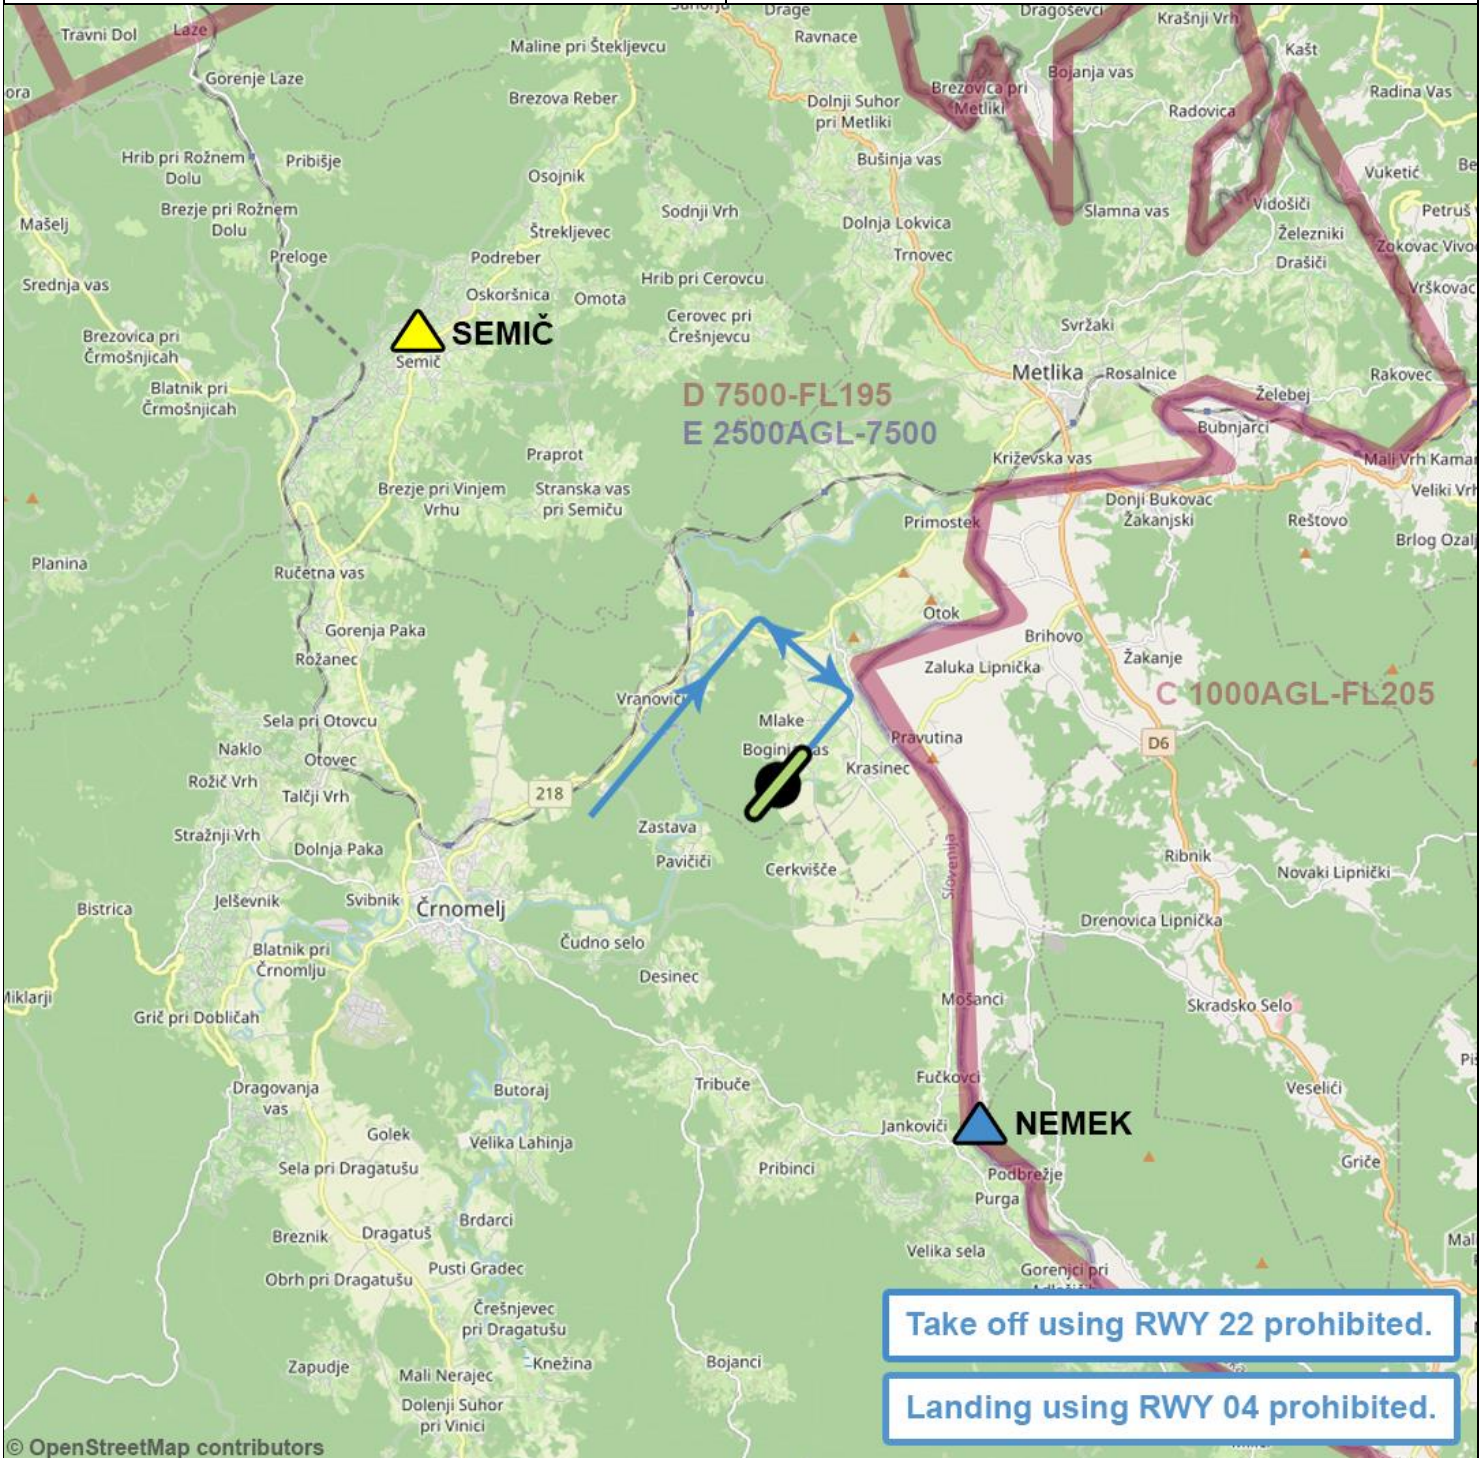 Drage
Dragoševci
Krašnji Vrh
Travni Dol
Laze
Maline pri Štekljevcu
Ravnace
Kašt
Gorenje Laze
Brezova Reber
Dolnji Suhor
pri Metliki
Brezovica pri
Metliki
Bojanja vas
Radovica
Radina Vas
Hrib pri Rožnem
Dolu
Pribišje
Osojnik
Bušinja vas
Vuketić
Mašelj
Brezje pri Rožnem
Dolu
Štrekljevec
Sodnji Vrh
Dolnja Lokvica
Slamna vas
Vidošiči
Železniki
Drašiči
Petruš
Zokovac Vivo
Preloge
Podreber
Trnovec
Srednja vas
Oskoršnica
Omota
Hrib pri Cerovcu
Vrškovac
Cerovec pri
Črešnjevcu
Svržaki
Brezovica pri
Črmošnjicah
SEMIČ
Semič
Metlika
Rosalnice
Rakovec
Blatnik pri
Črmošnjicah
D 7500-FL195
E 2500AGL-7500
Želebej
Bubnjarci
Praprot
Križevska vas
Mali Vrh Kamar
Brezje pri Vinjem
Vrhu
Stranska vas
pri Semiču
Donji Bukovac
Žakanjski
Veliki Vrh
Reštovo
Primostek
Brlog Ozalj
Planina
Ručetna vas
Otok
Gorenja Paka
Brihovo
Rožanec
Zaluka Lipnička
Žakanje
C 1000AGL-FL205
Sela pri Otovcu
Mlake
Naklo
Otovec
Pravutina
D6
Krasinec
Rožič Vrh
Talčji Vrh
218
Stražnji Vrh
Dolnja Paka
Zastava
Pavičiči
Cerkvišče
Slovenija
Ribnik
Novaki Lipnički
Jelševnik
Svibnik
Črnomelj
Bistrica
Drenovica Lipnička
Blatnik pri
Črnomlju
Čudno selo
Desinec
Miklarji
Grič pri Dobličah
Mošanci
Skradsko Selo
Dragovanja
vas
Butoraj
Tribuče
Fučkovci
Veselići
Golek
Velika Lahinja
Jankoviči
NEMEK
Sela pri Dragatušu
Pribinci
Podbrežje
Griče
Purga
Brdarci
Breznik
Dragatuš
Velika sela
Obrh pri Dragatušu
Pusti Gradec
Gorenjci pri
Črešnjevec
pri Dragatušu
Take off using RWY 22 prohibited.
Zapudje
Knežina
Bojanci
Mali Nerajec
Dolenji Suhor
pri Vinici
Landing using RWY 04 prohibited.
© OpenStreetMap contributors